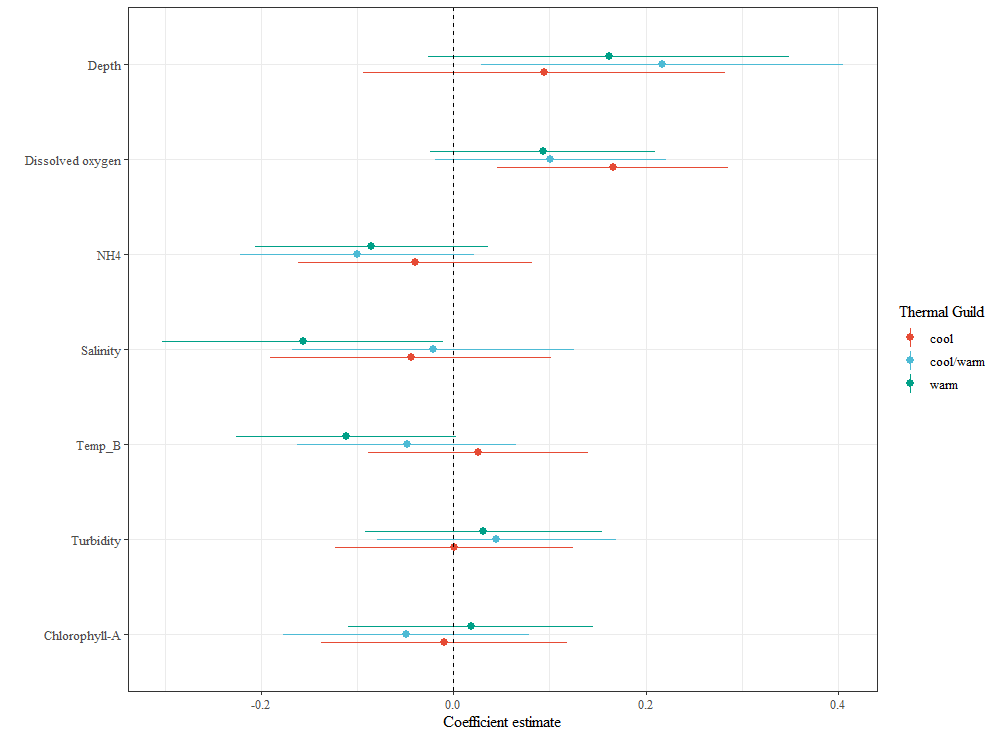 Depth
Dissolved oxygen
NH4
Salinity
Temp_B
Turbidity
Chlorophyll-A
-0.2 0.0 0.2 0.4
Coefficient estimate
Thermal Guild
cool
cool/warm
warm